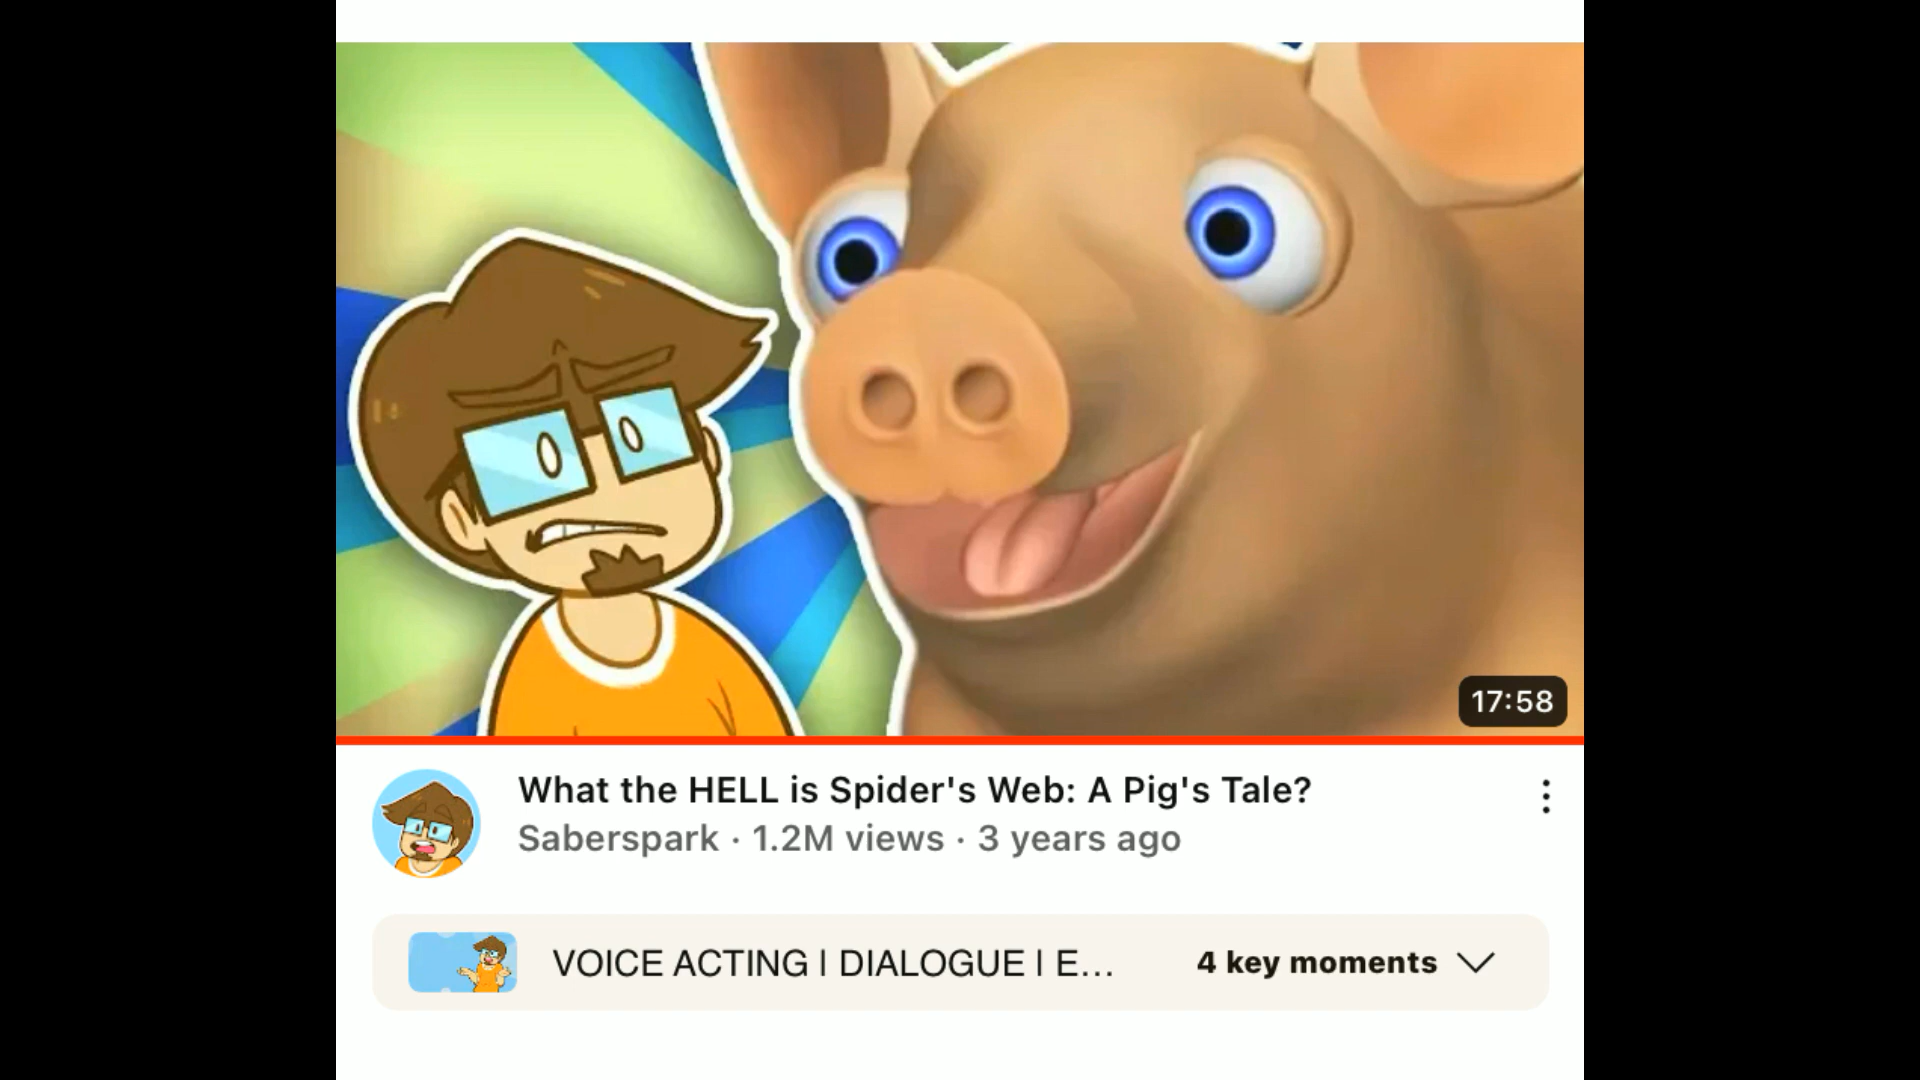 17:58
What the HELL is Spider's Web: A Pig's Tale?
Saberspark · 1.2M views · 3 years ago
VOICE ACTING | DIALOGUE | E... 4 key moments